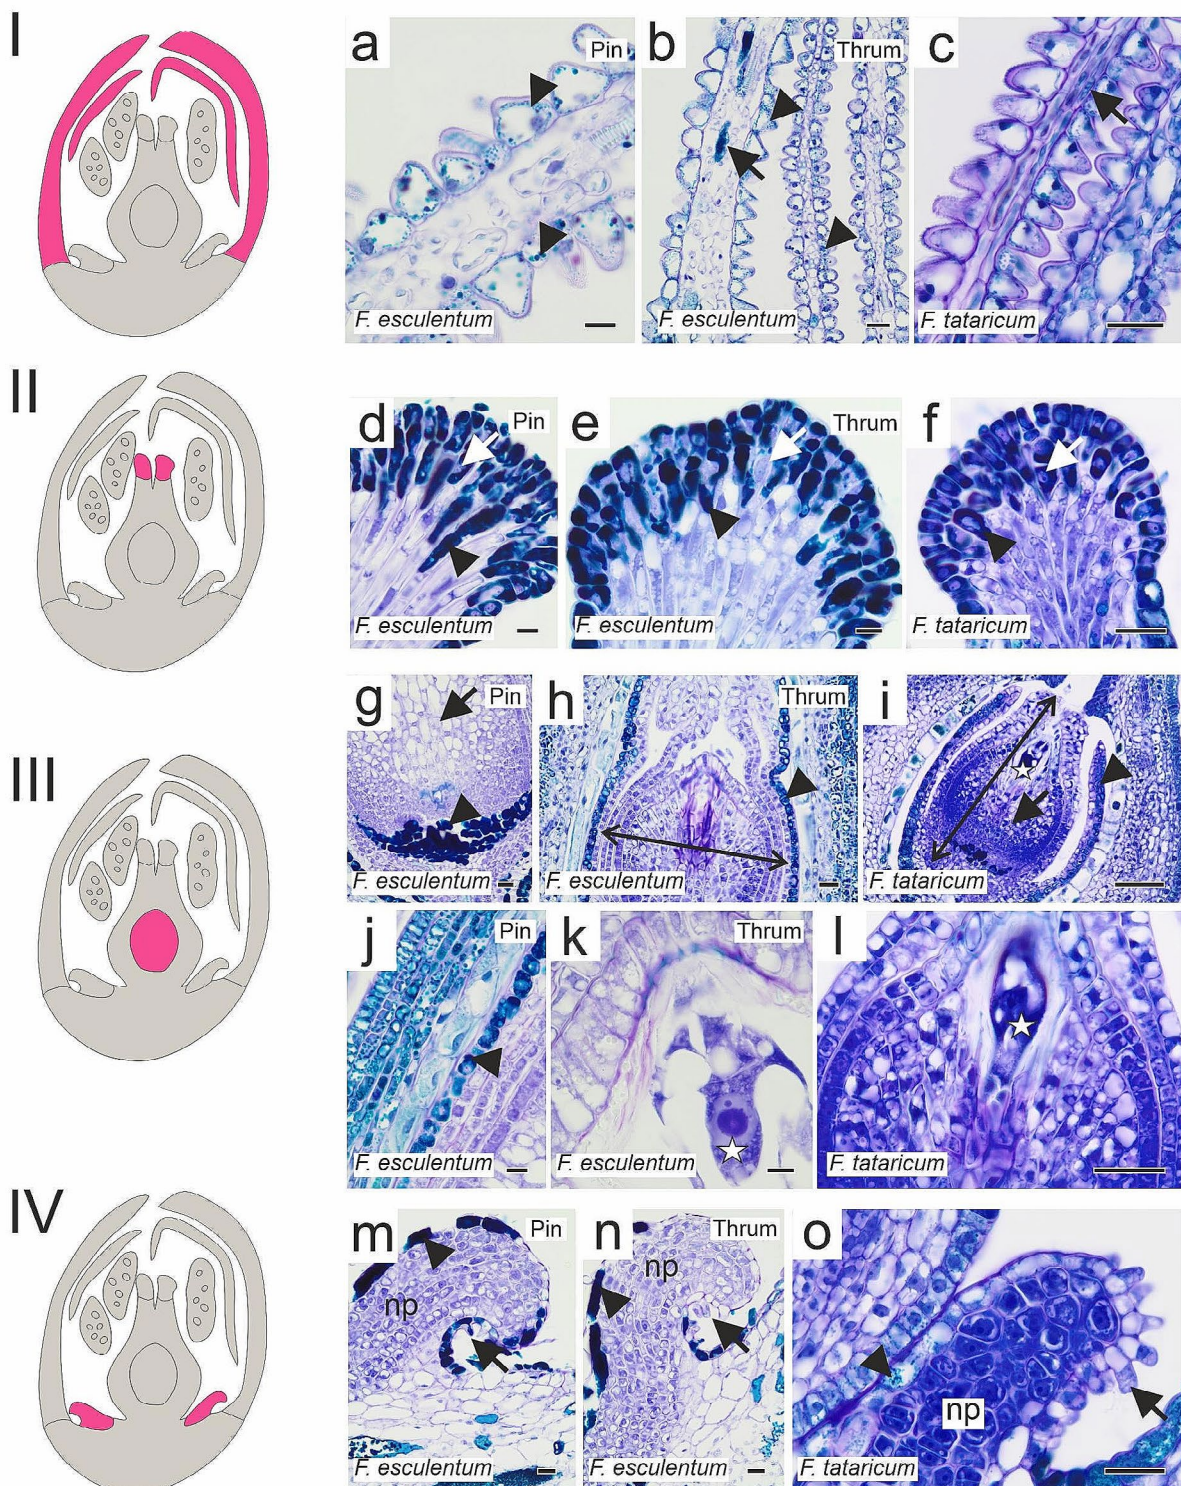 I
a
Pin
F. esculentum
b
Thrum
F. esculentum
c
F. tataricum
II
d
Pin
F. esculentum
e
Thrum
F. esculentum
f
F. tataricum
III
g
Pin
F. esculentum
h
Thrum
F. esculentum
i
F. tataricum
j
Pin
F. esculentum
k
Thrum
F. esculentum
l
F. tataricum
IV
m
Pin
np
F. esculentum
n
Thrum
np
F. esculentum
o
np
F. tataricum